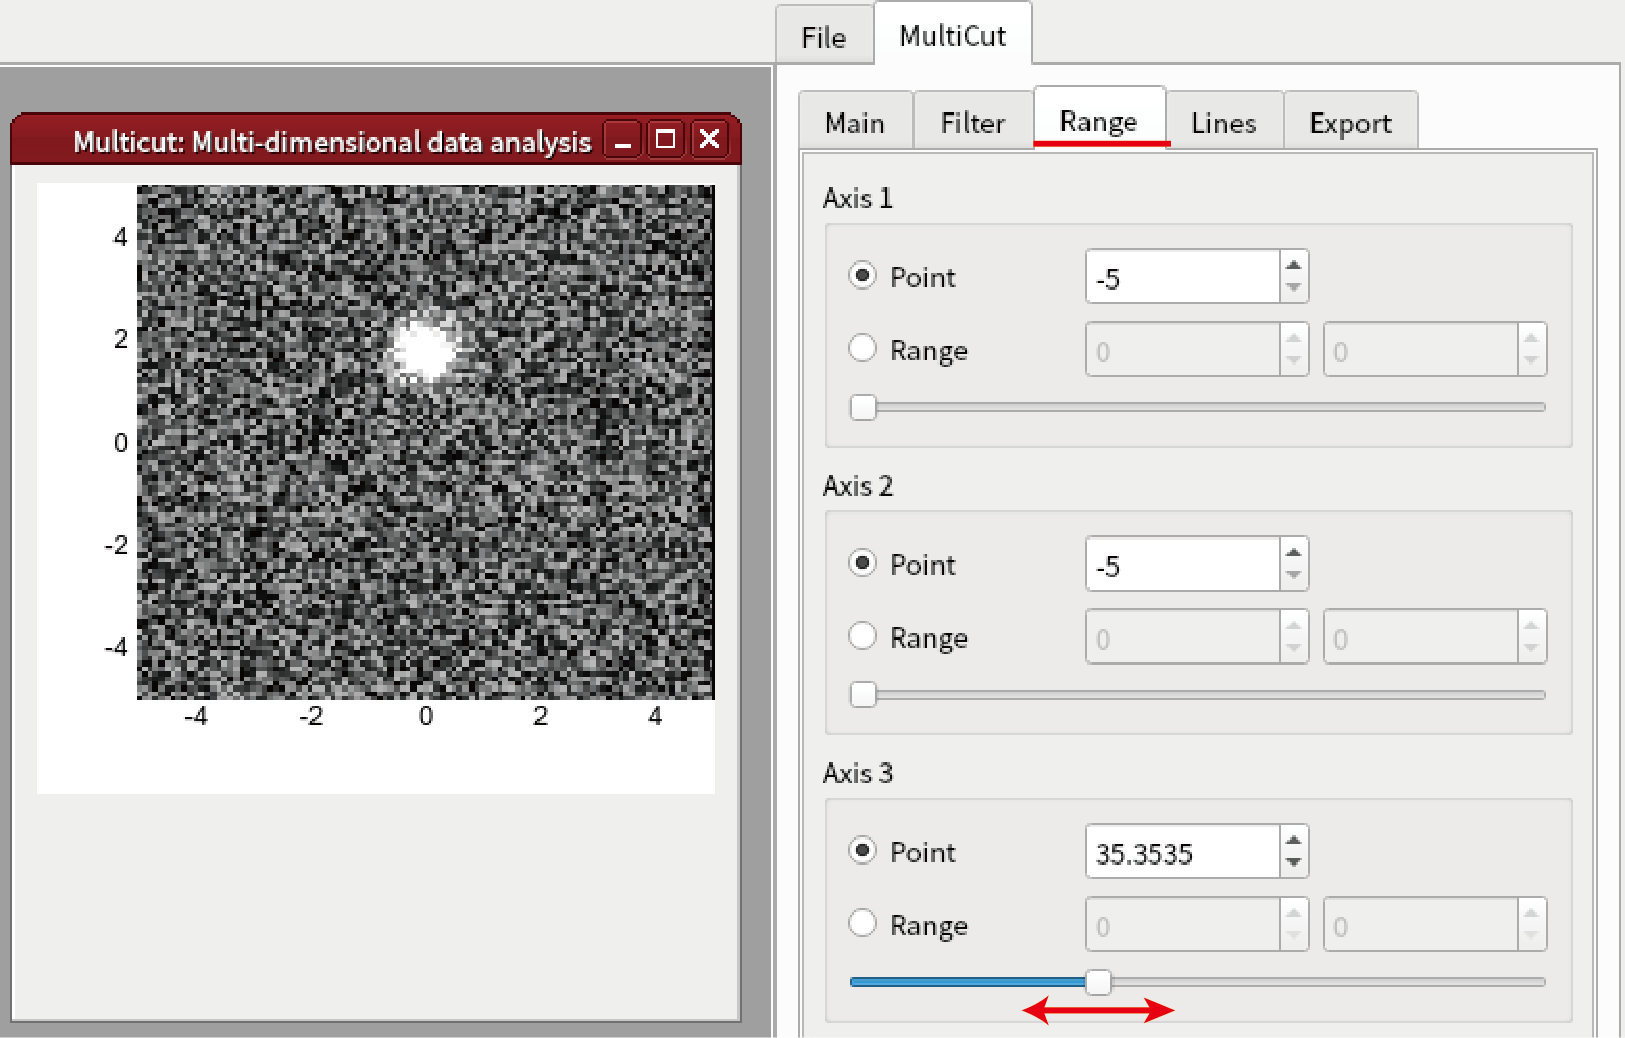 File MultiCut
Multicut: Multi-dimensional data analysis
4
2
0
-2
-4
-4 -2 0 2 4
Main Filter Range Lines Export
Axis 1
Point -5
Range 0 0
Axis 2
Point -5
Range 0 0
Axis 3
Point 35.3535
Range 0 0